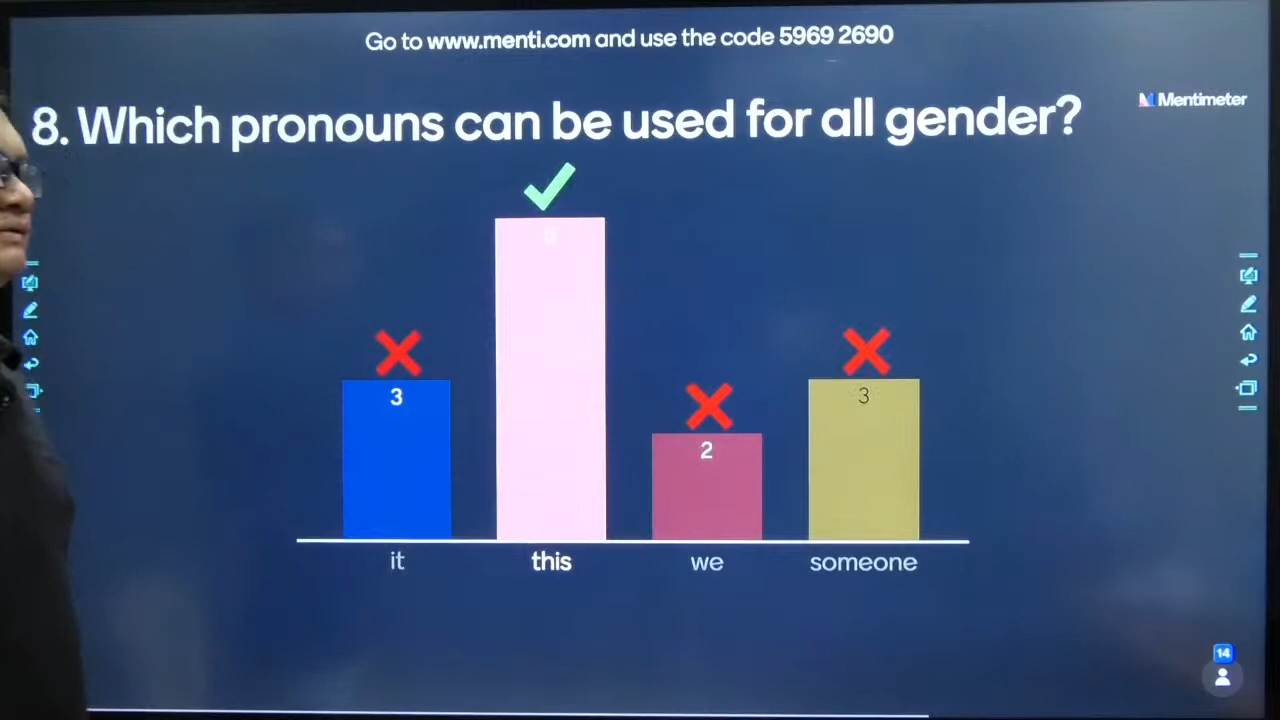 Go to www.menti.com and use the code 5969 2690
Mentimeter
8. Which pronouns can be used for all gender?
6
3
3
2
it
this
we
someone
14